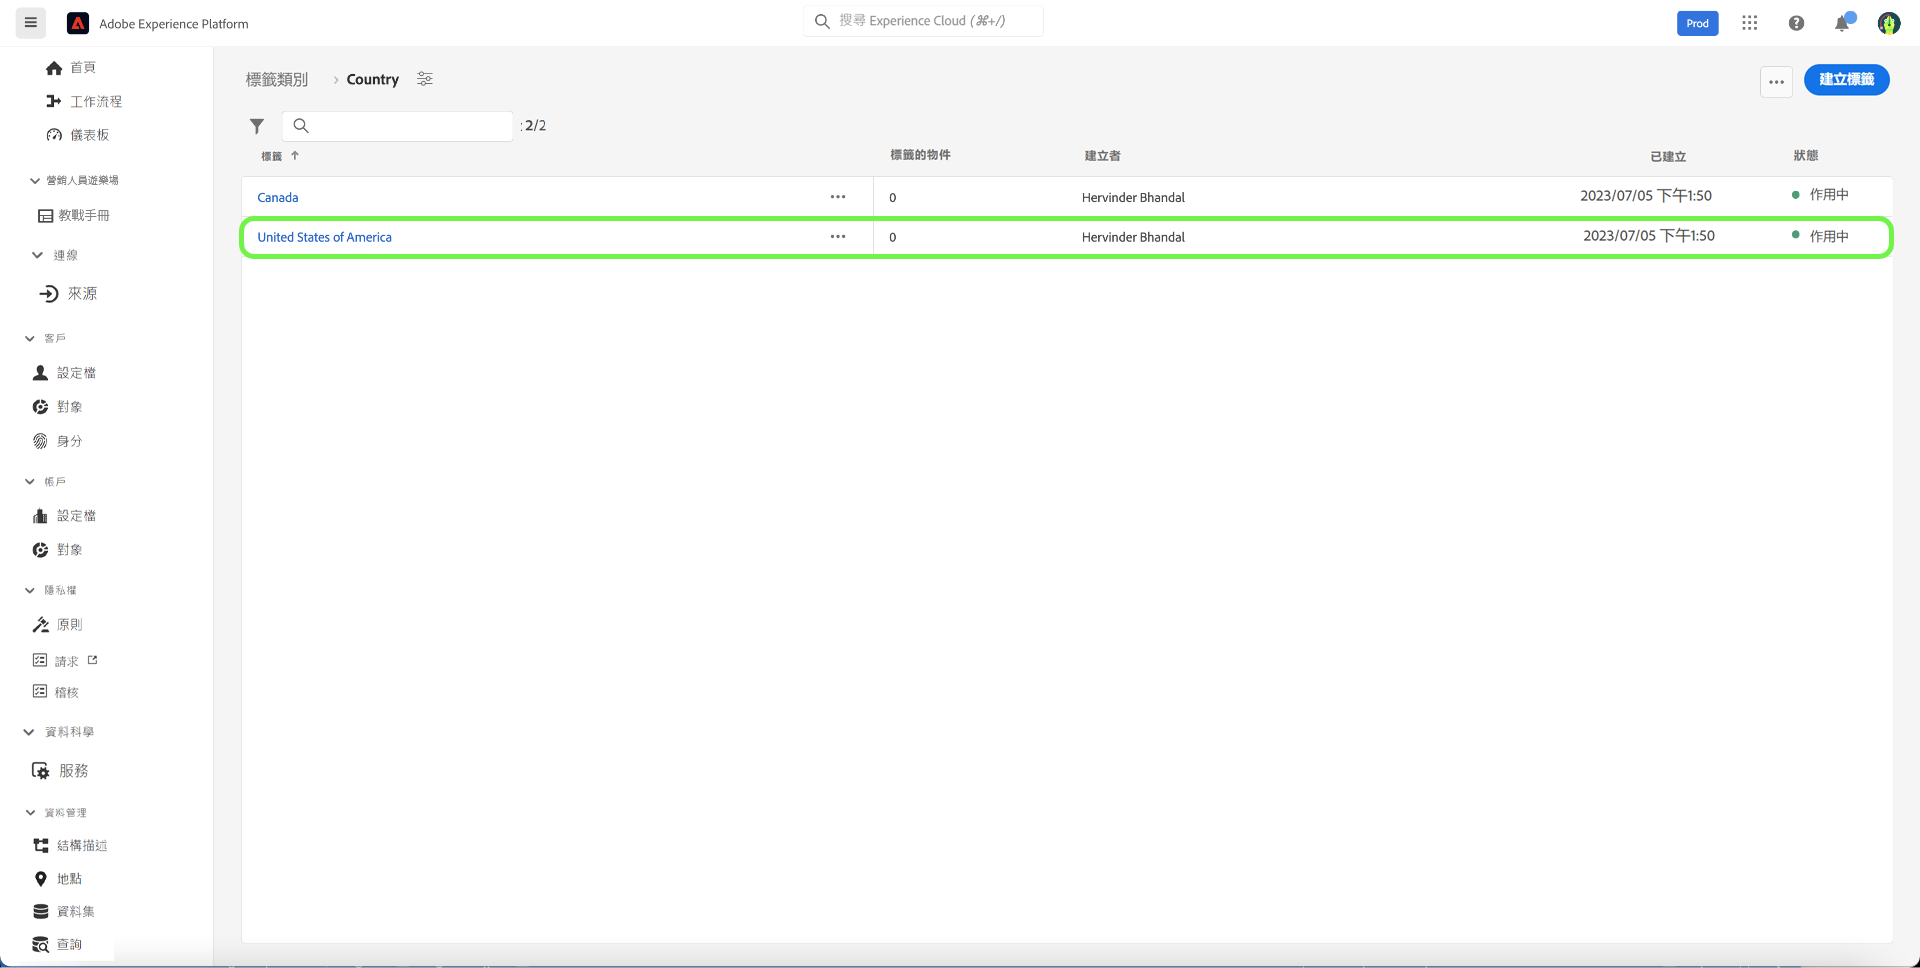 Adobe Experience Platform
搜尋 Experience Cloud (⌘+/)
Prod
首頁
工作流程
儀表板
營銷人員遊樂場
教戰手冊
連線
來源
客戶
設定檔
對象
身分
帳戶
設定檔
對象
隱私權
原則
請求
稽核
資料科學
服務
資料管理
結構描述
地點
資料集
查詢
標籤類別 › Country
建立標籤
: 2/2
標籤 ↑ 標籤的物件 建立者 已建立 狀態
Canada ••• 0 Hervinder Bhandal 2023/07/05 下午1:50 作用中
United States of America ••• 0 Hervinder Bhandal 2023/07/05 下午1:50 作用中